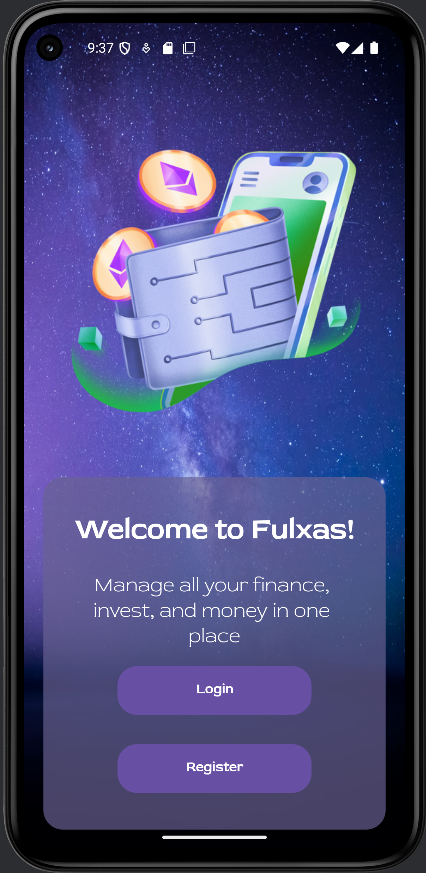 9:37
Welcome to Fulxas!
Manage all your finance,
invest, and money in one
place
Login
Register